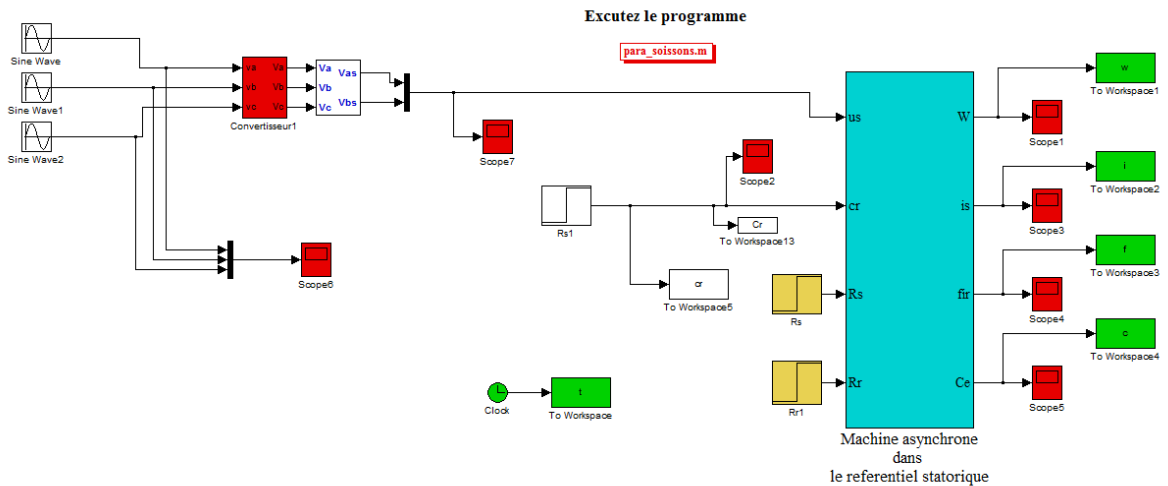 Excutez le programme
para_soissons.m
Sine Wave
Sine Wave1
Sine Wave2
va
vb
vc
Va
Vb
Vc
Convertisseur1
Va
Vb
Vc
Vas
Vbs
Scope7
Scope6
Scope2
Rs1
Cr
To Workspace13
cr
To Workspace5
Rs
Rr1
Clock
t
To Workspace
us
cr
Rs
Rr
W
is
fir
Ce
Machine asynchrone
dans
le referentiel statorique
w
To Workspace1
Scope1
i
To Workspace2
Scope3
f
To Workspace3
Scope4
c
To Workspace4
Scope5